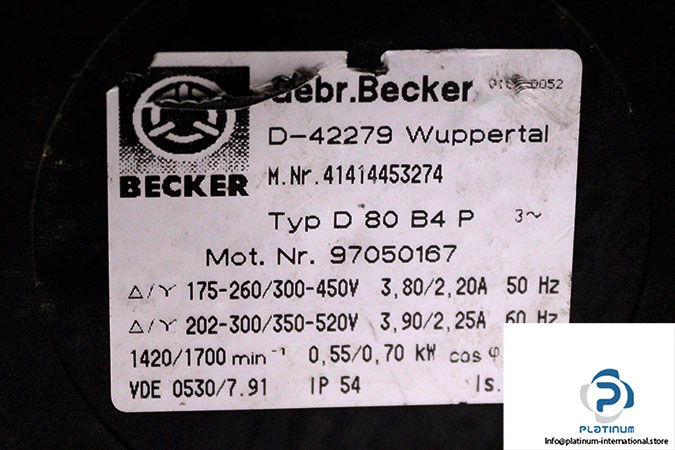 Gebr.Becker
D-42279 Wuppertal
BECKER
M.Nr.41414453274
Typ D 80 B4 P 3~
Mot. Nr. 97050167
△/Y 175-260/300-450V 3,80/2,20A 50 Hz
△/Y 202-300/350-520V 3,90/2,25A 60 Hz
1420/1700 min⁻¹ 0,55/0,70 kW cos φ
VDE 0530/7.91 IP 54 Is.
PLATINUM
Info@platinum-international.store